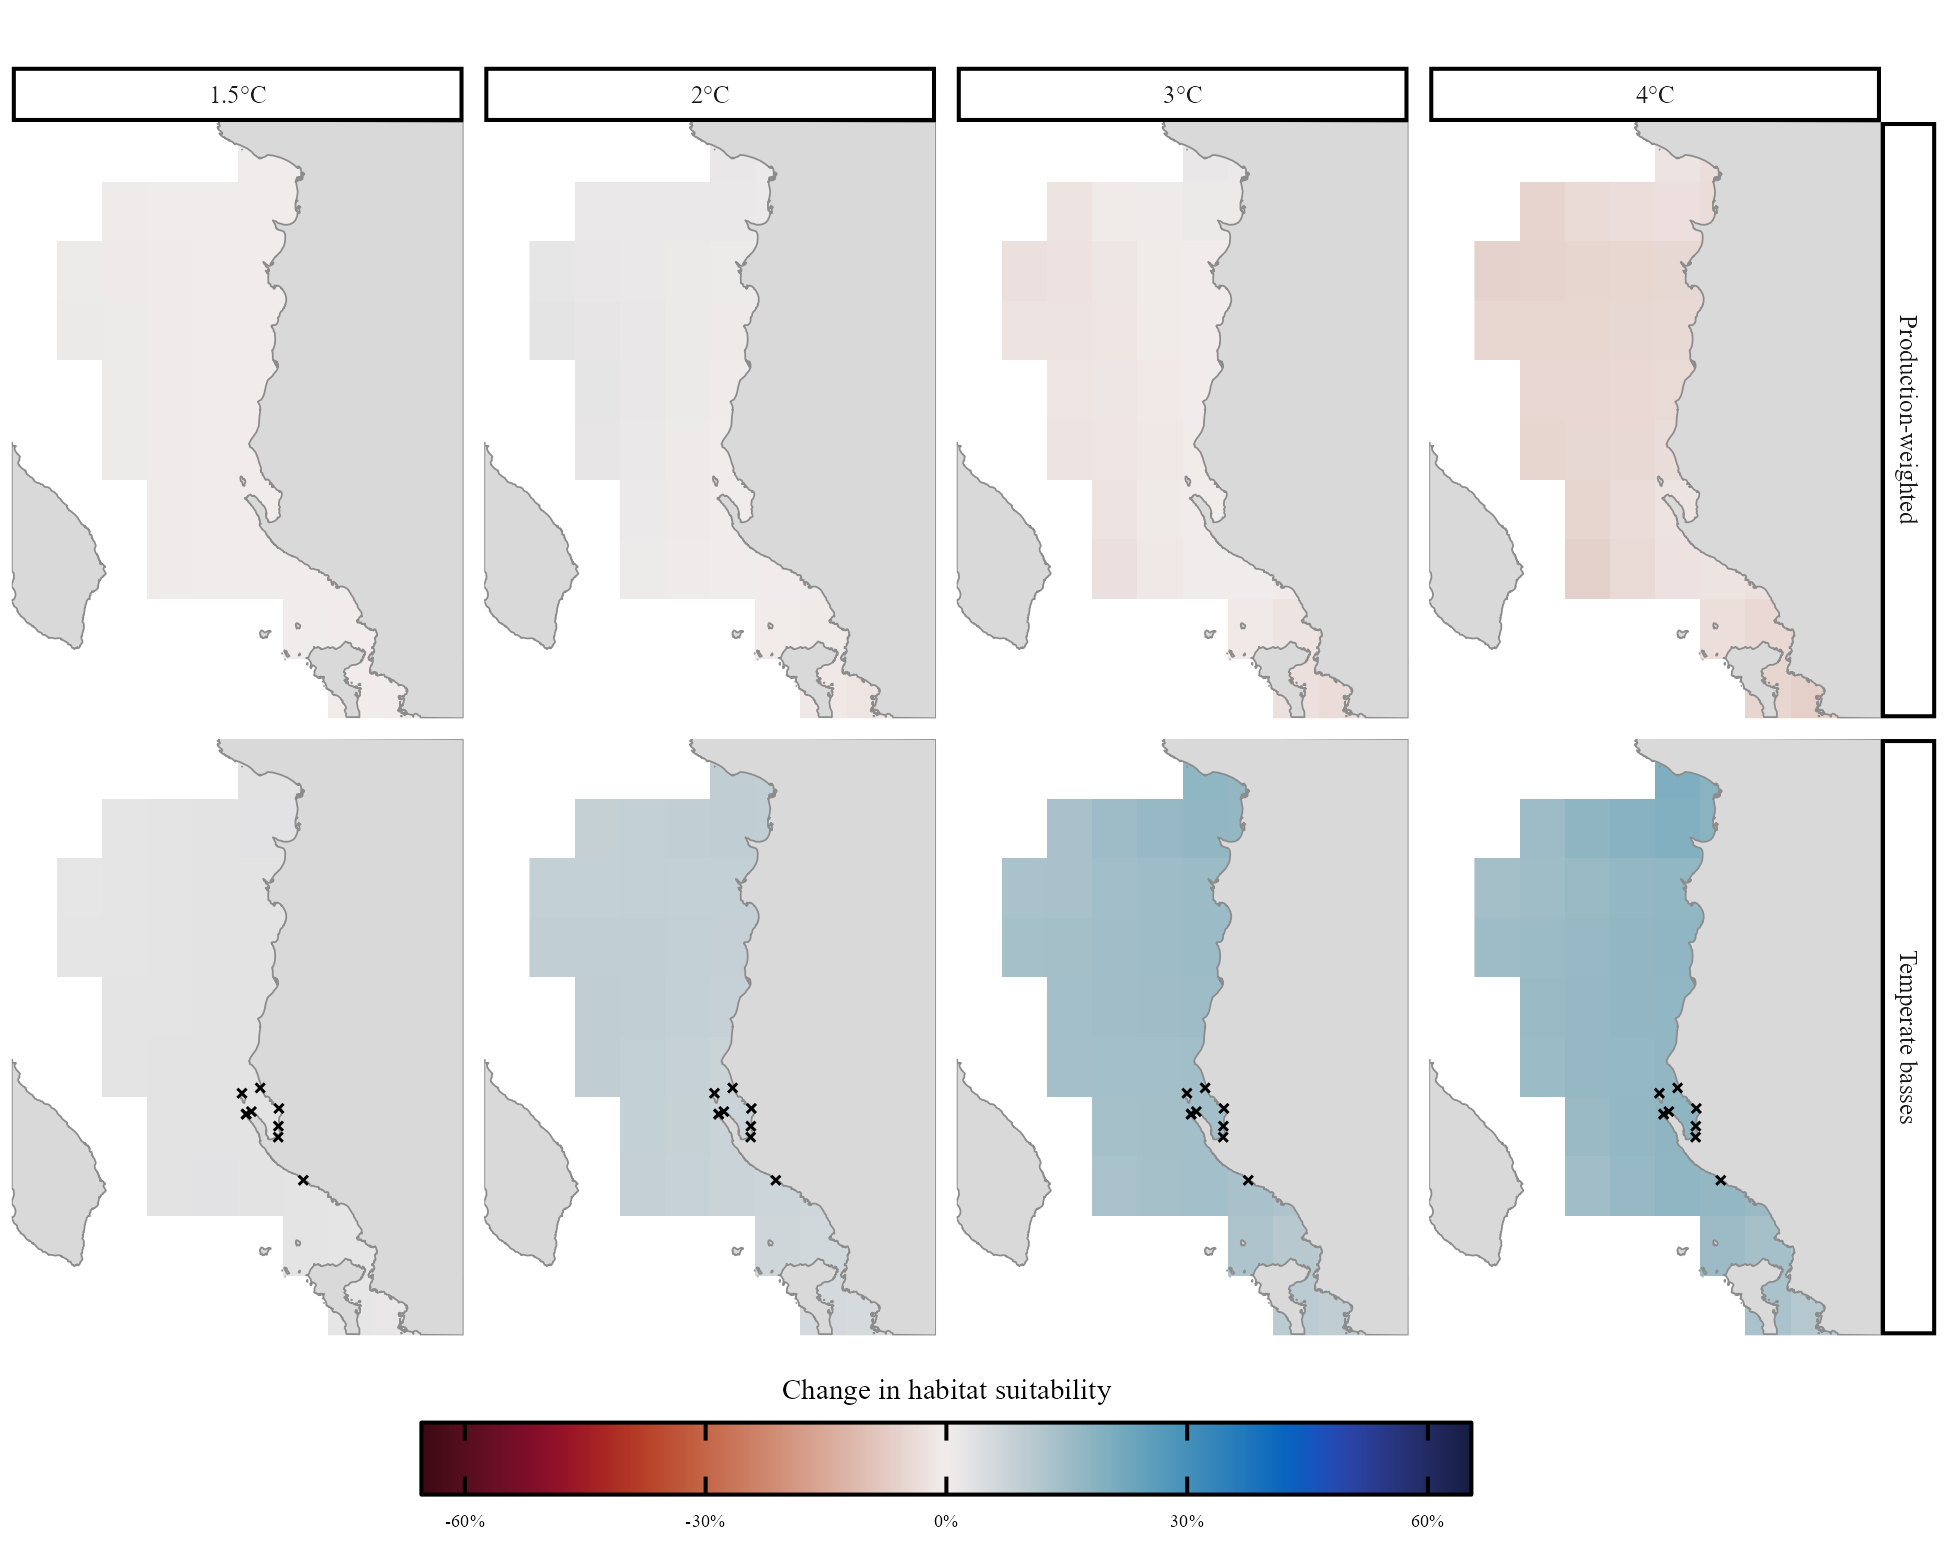 1.5°C
2°C
3°C
4°C
Production-weighted
Temperate basses
Change in habitat suitability
-60%
-30%
0%
30%
60%